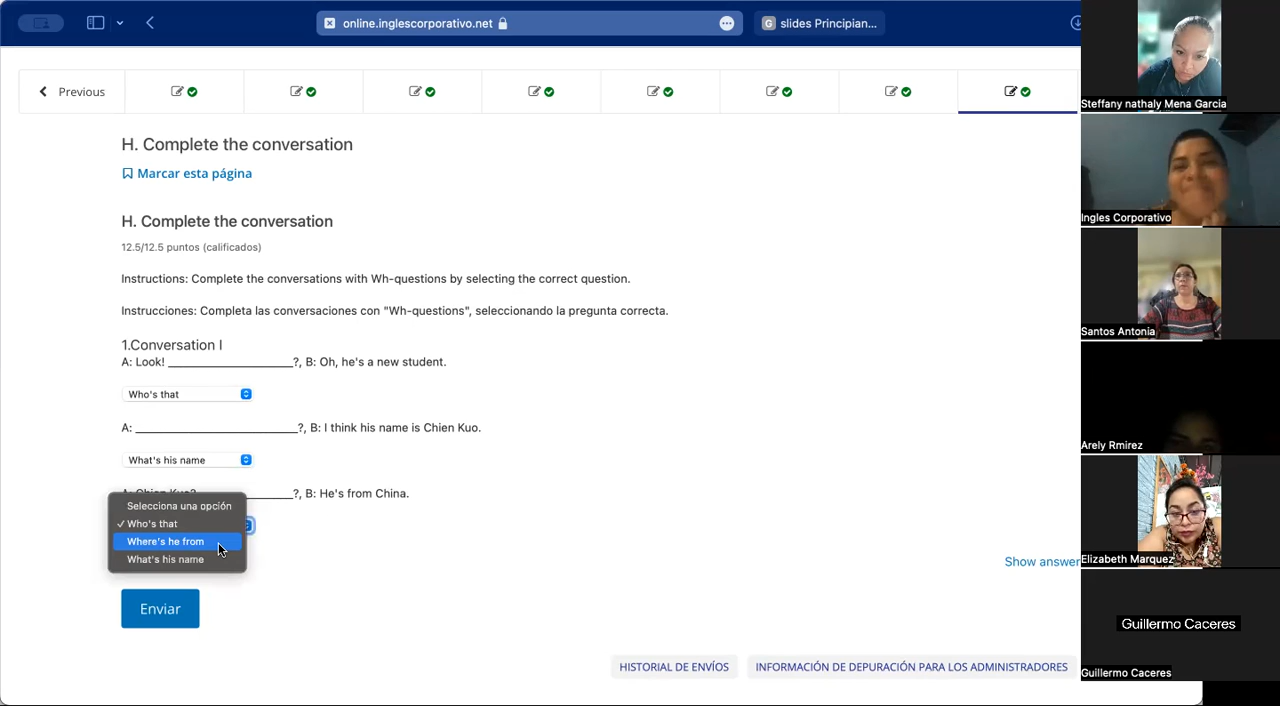 online.inglescorporativo.net
G slides Principian...
Previous
H. Complete the conversation
Marcar esta página
H. Complete the conversation
12.5/12.5 puntos (calificados)
Instructions: Complete the conversations with Wh-questions by selecting the correct question.
Instrucciones: Completa las conversaciones con "Wh-questions", seleccionando la pregunta correcta.
1.Conversation I
A: Look! ____________________?, B: Oh, he's a new student.
Who's that
A: __________________________?, B: I think his name is Chien Kuo.
What's his name
A: Chien Kuo? __________?, B: He's from China.
Selecciona una opción
✓ Who's that
Where's he from
What's his name
Show answer
Enviar
HISTORIAL DE ENVÍOS
INFORMACIÓN DE DEPURACIÓN PARA LOS ADMINISTRADORES
Steffany nathaly Mena Garcia
Ingles Corporativo
Santos Antonia
Arely Rmirez
Elizabeth Marquez
Guillermo Caceres
Guillermo Caceres